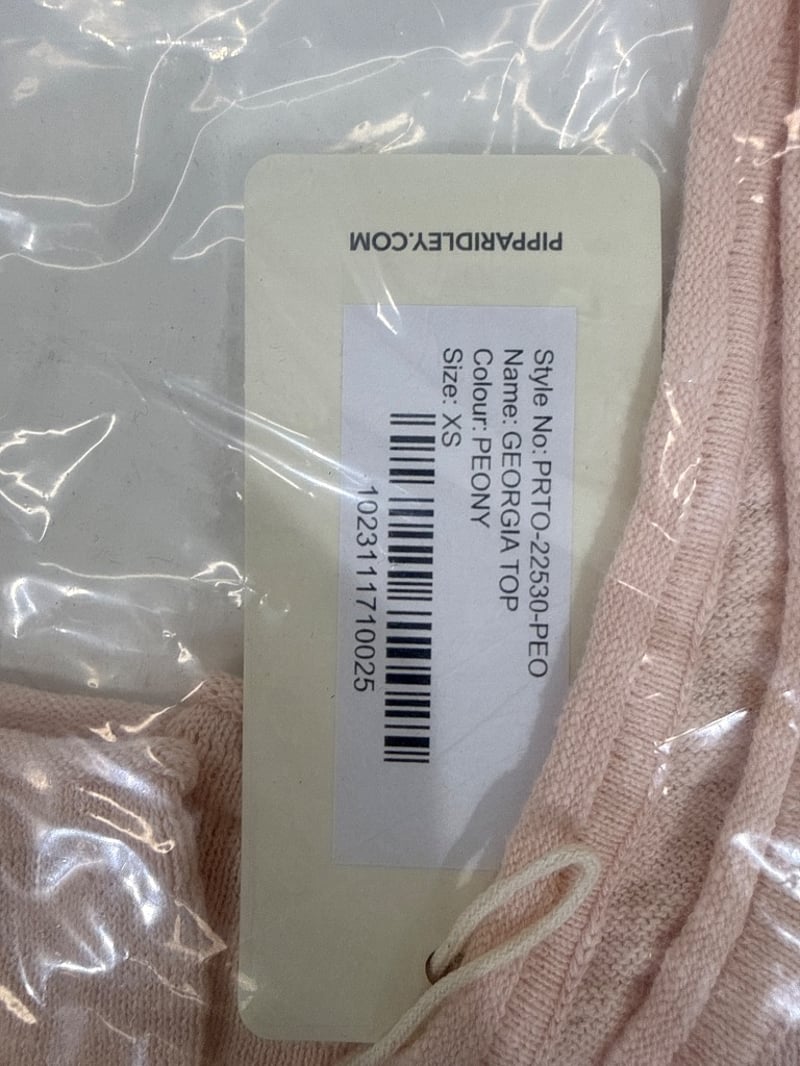 PIPPARIDLEY.COM
Style No: PRTO-22530-PEO
Name: GEORGIA TOP
Colour: PEONY
Size: XS
1023111710025